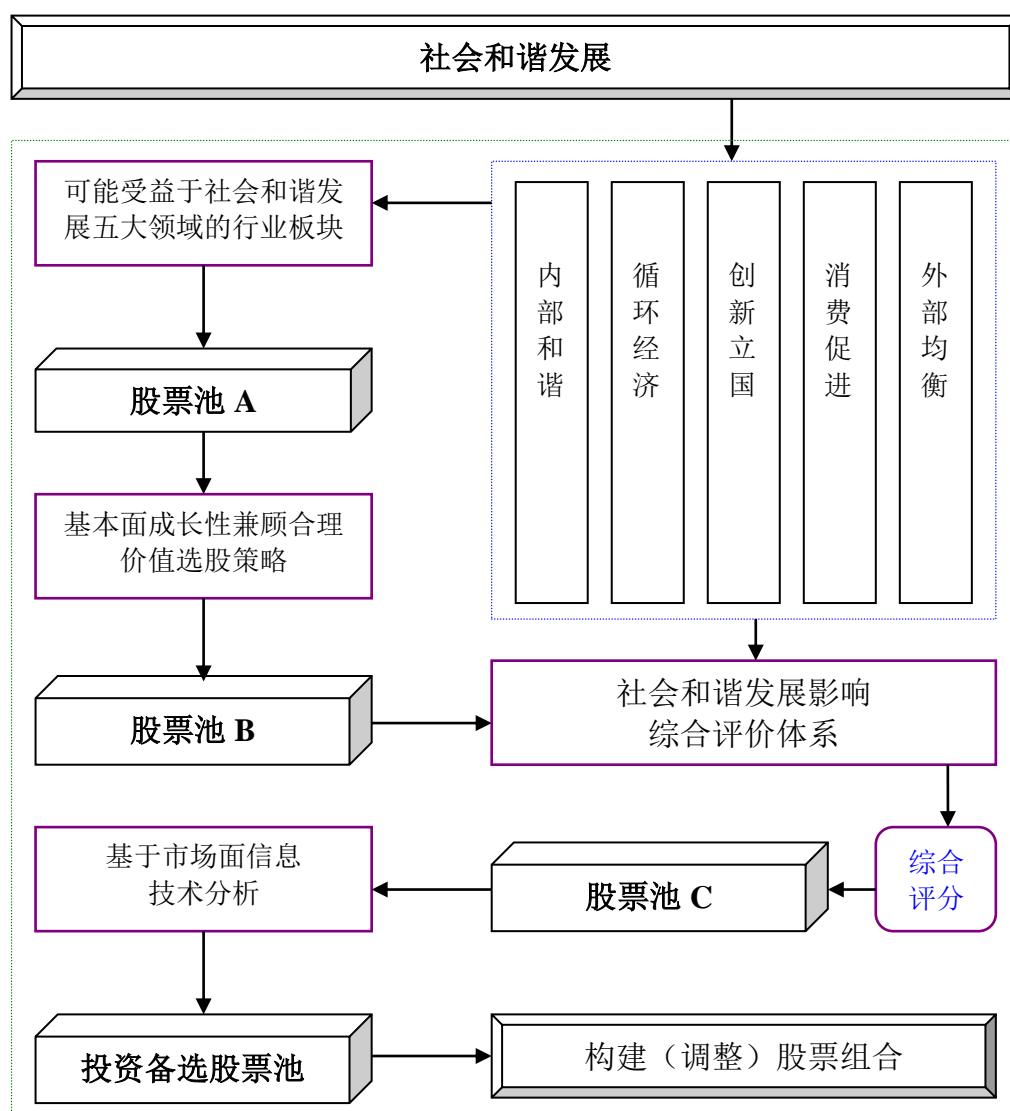 社会和谐发展
可能受益于社会和谐发
展五大领域的行业板块
内部和谐
循环经济
创新立国
消费促进
外部均衡
股票池 A
基本面成长性兼顾合理
价值选股策略
股票池 B
社会和谐发展影响
综合评价体系
综合
评分
股票池 C
基于市场面信息
技术分析
投资备选股票池
构建（调整）股票组合